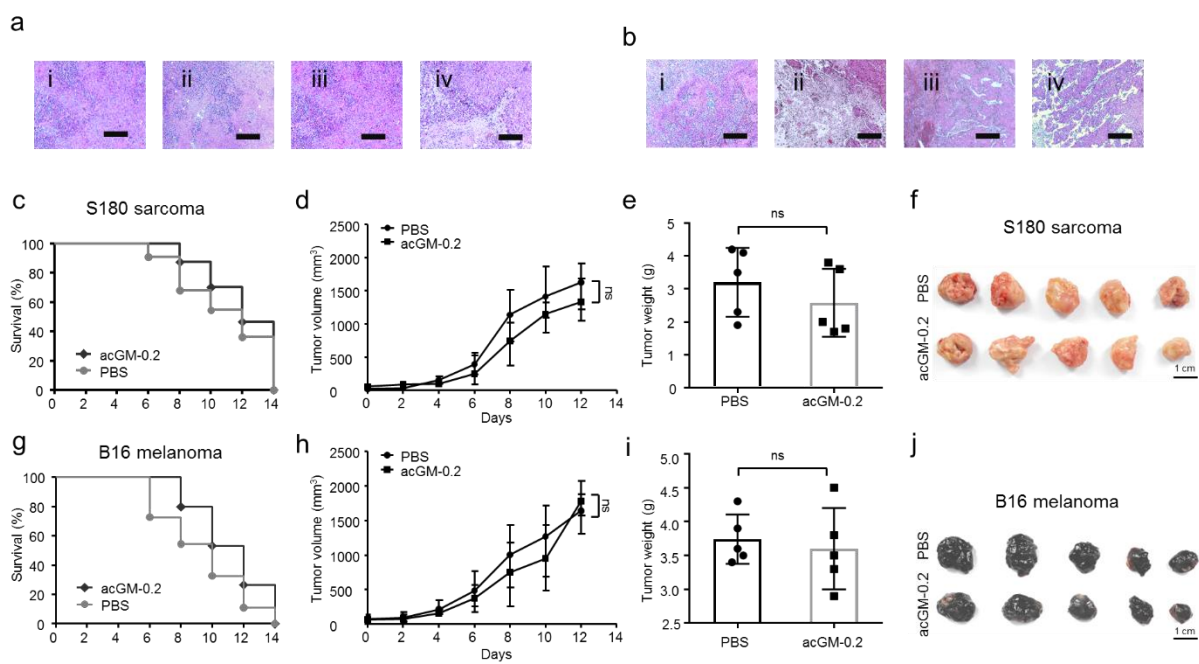 a
i
ii
iii
iv
b
i
ii
iii
iv
c
S180 sarcoma
Survival (%)
100
80
60
40
20
0
acGM-0.2
PBS
0 2 4 6 8 10 12 14
d
Tumor volume (mm³)
2500
2000
1500
1000
500
0
PBS
acGM-0.2
ns
0 2 4 6 8 10 12 14
Days
e
Tumor weight (g)
5
4
3
2
1
0
ns
PBS
acGM-0.2
f
S180 sarcoma
PBS
acGM-0.2
1 cm
g
B16 melanoma
Survival (%)
100
80
60
40
20
0
acGM-0.2
PBS
0 2 4 6 8 10 12 14
h
Tumor volume (mm³)
2500
2000
1500
1000
500
0
PBS
acGM-0.2
ns
0 2 4 6 8 10 12 14
Days
i
Tumor weight (g)
5.0
4.5
4.0
3.5
3.0
2.5
ns
PBS
acGM-0.2
j
B16 melanoma
PBS
acGM-0.2
1 cm